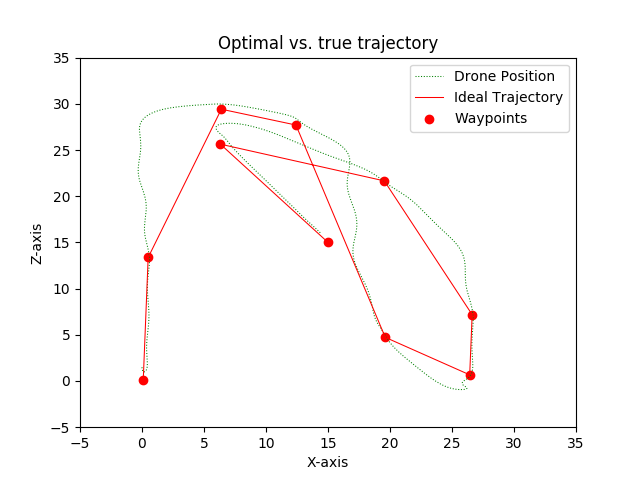 Optimal vs. true trajectory
Drone Position
Ideal Trajectory
Waypoints
35
30
25
20
15
10
5
0
−5
Z-axis
−5 0 5 10 15 20 25 30 35
X-axis